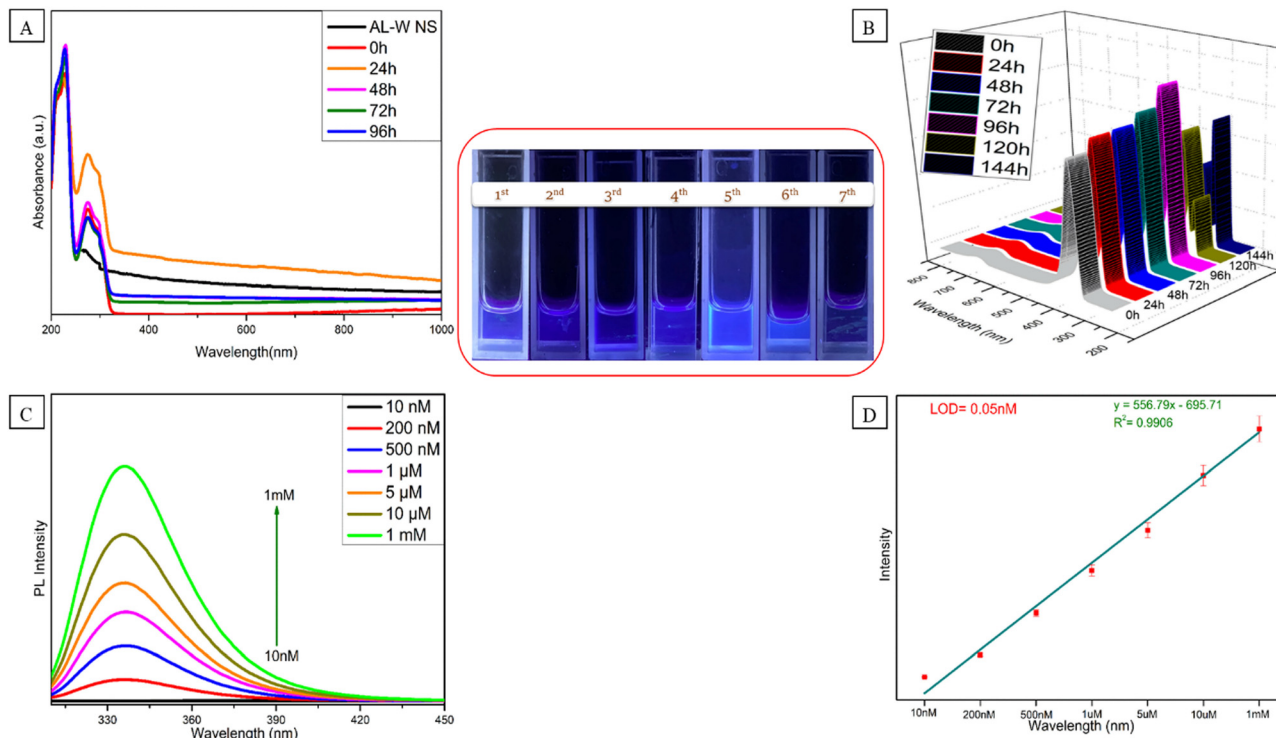 A
AL-W NS
0h
24h
48h
72h
96h
Absorbance (a.u.)
200 400 600 800 1000
Wavelength(nm)
1st 2nd 3rd 4th 5th 6th 7th
B
0h
24h
48h
72h
96h
120h
144h
800 700 600 500 400 300 200
Wavelength (nm)
0h 24h 48h 72h 96h 120h 144h
C
10 nM
200 nM
500 nM
1 µM
5 µM
10 µM
1 mM
1mM
10nM
PL Intensity
330 360 390 420 450
Wavelength (nm)
D
LOD= 0.05nM
y = 556.79x - 695.71
R²= 0.9906
Intensity
10nM 200nM 500nM 1uM 5uM 10uM 1mM
Wavelength (nm)